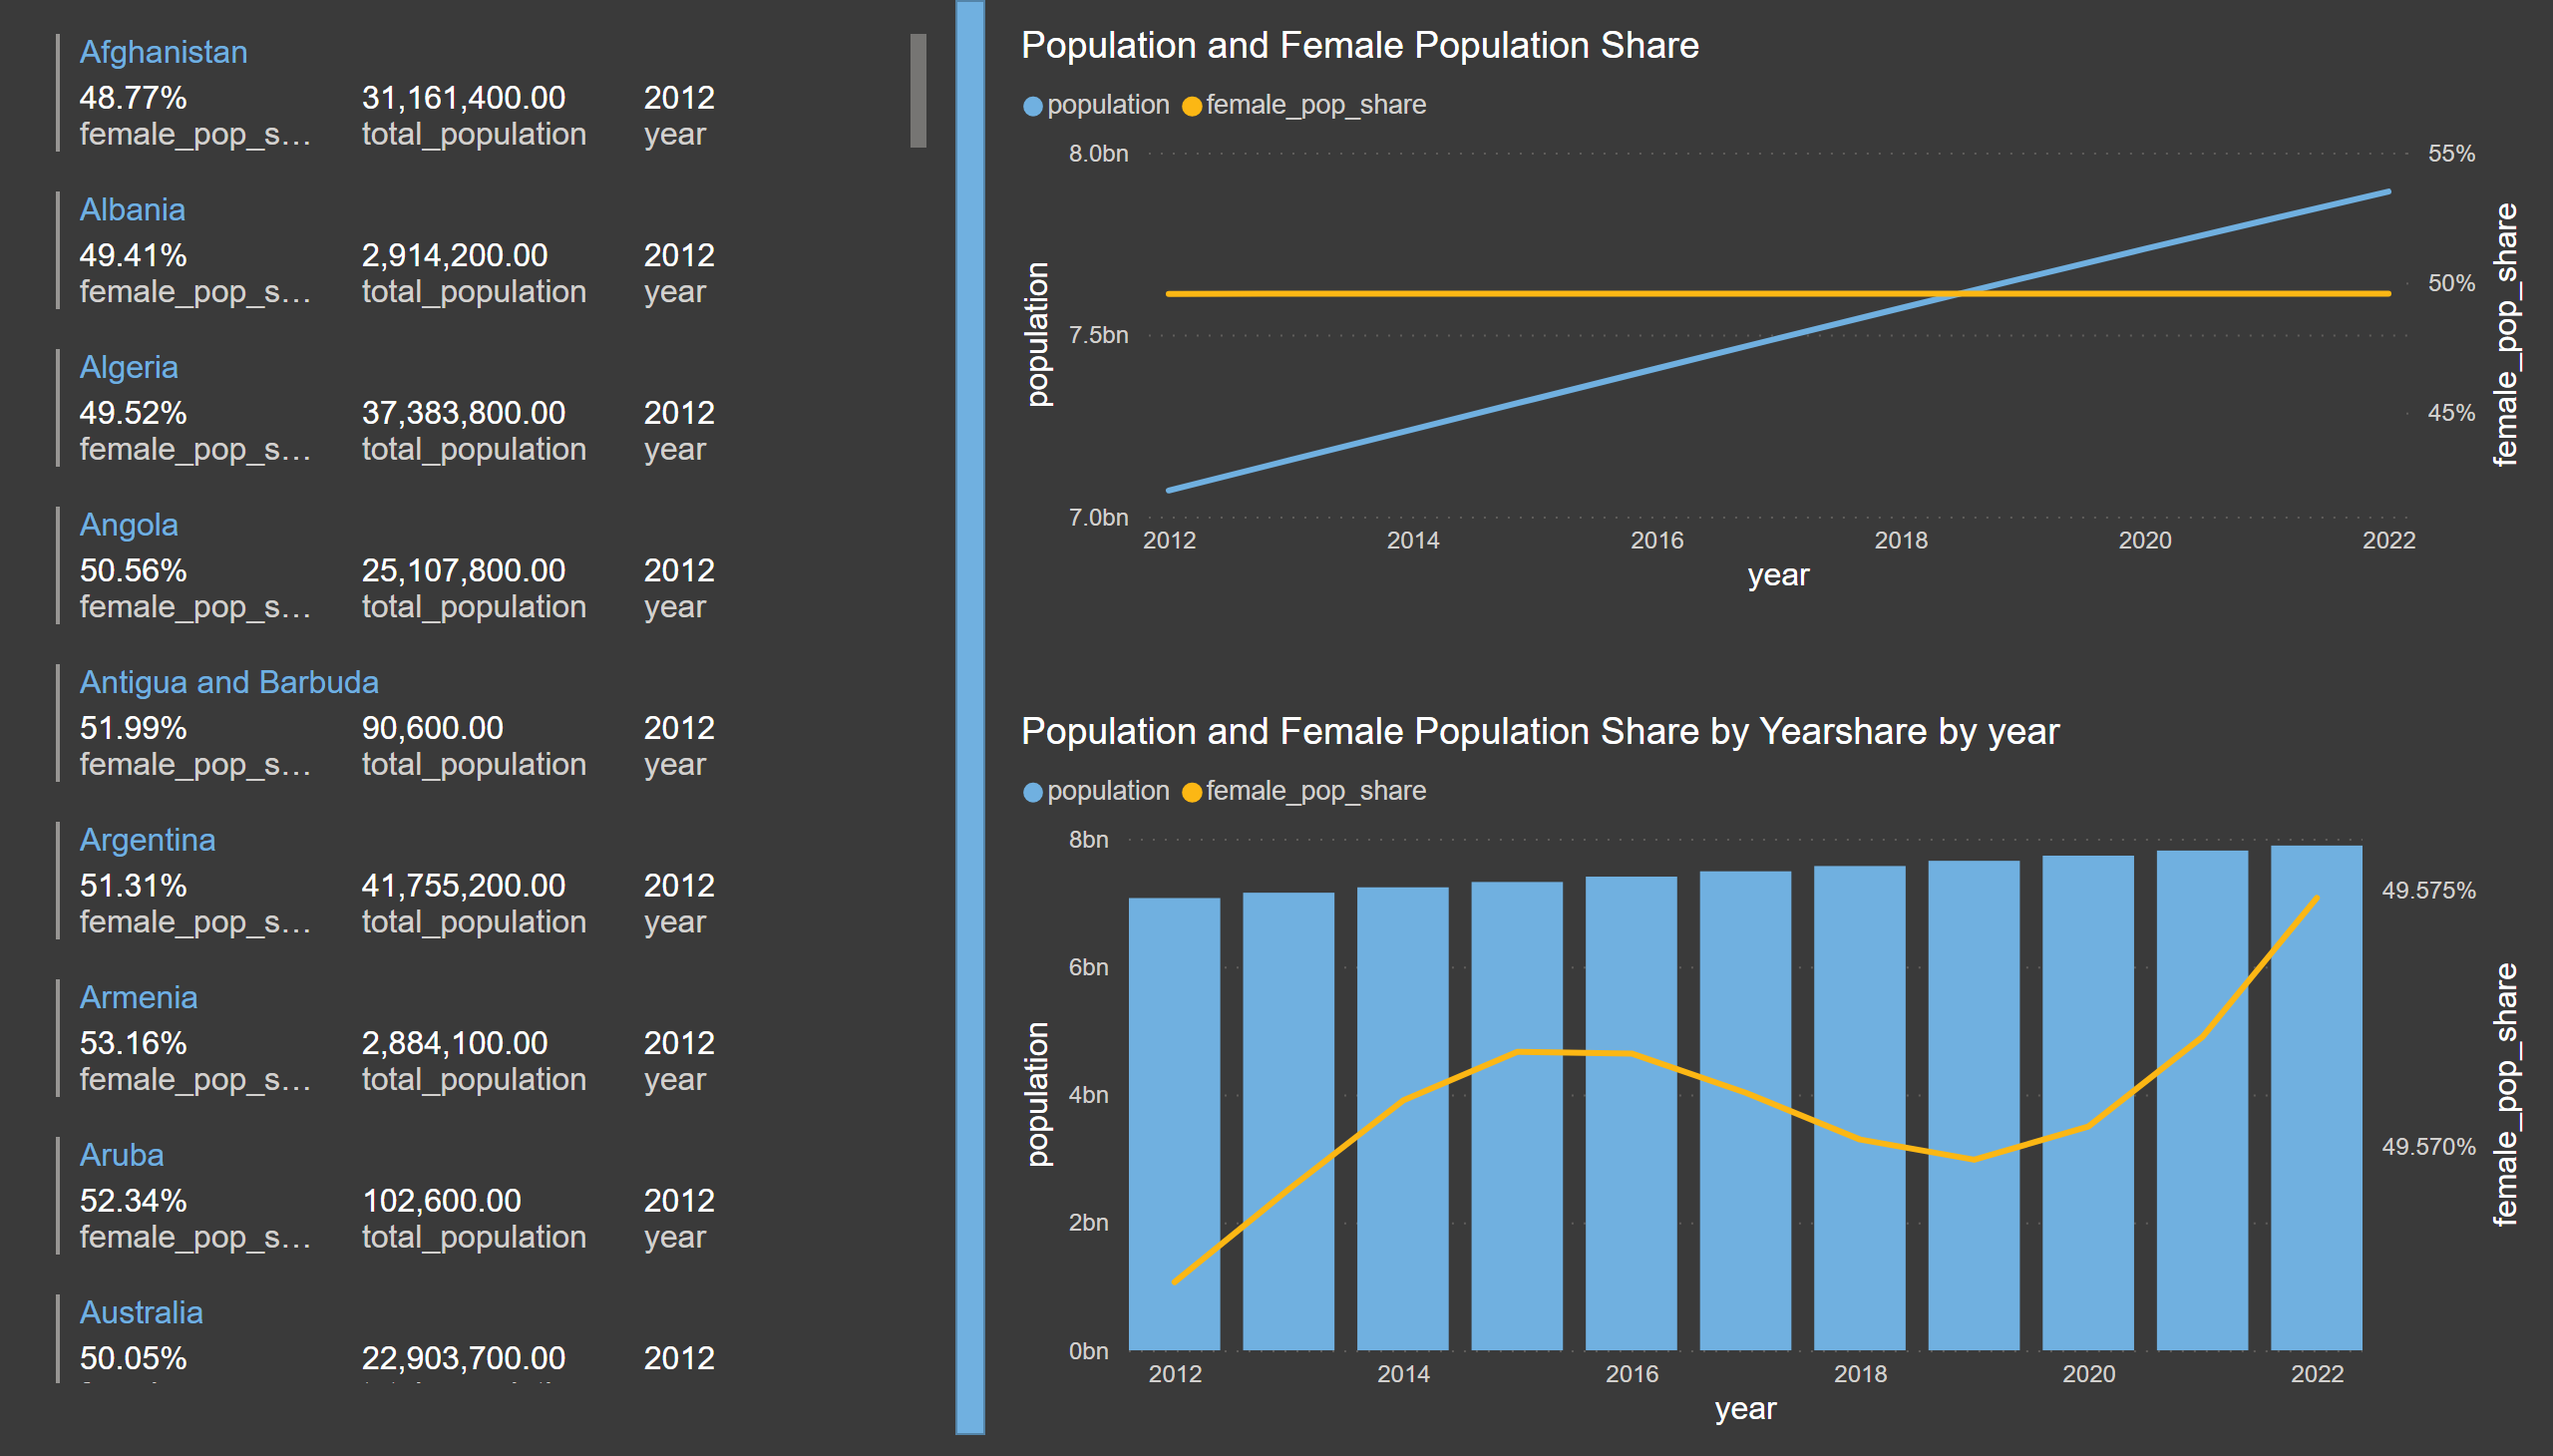 Afghanistan
48.77% 31,161,400.00 2012
female_pop_s… total_population year
Albania
49.41% 2,914,200.00 2012
female_pop_s… total_population year
Algeria
49.52% 37,383,800.00 2012
female_pop_s… total_population year
Angola
50.56% 25,107,800.00 2012
female_pop_s… total_population year
Antigua and Barbuda
51.99% 90,600.00 2012
female_pop_s… total_population year
Argentina
51.31% 41,755,200.00 2012
female_pop_s… total_population year
Armenia
53.16% 2,884,100.00 2012
female_pop_s… total_population year
Aruba
52.34% 102,600.00 2012
female_pop_s… total_population year
Australia
50.05% 22,903,700.00 2012
Population and Female Population Share
population female_pop_share
8.0bn
7.5bn
7.0bn
population
55%
50%
45%
female_pop_share
2012 2014 2016 2018 2020 2022
year
Population and Female Population Share by Yearshare by year
population female_pop_share
8bn
6bn
4bn
2bn
0bn
population
49.575%
49.570%
female_pop_share
2012 2014 2016 2018 2020 2022
year